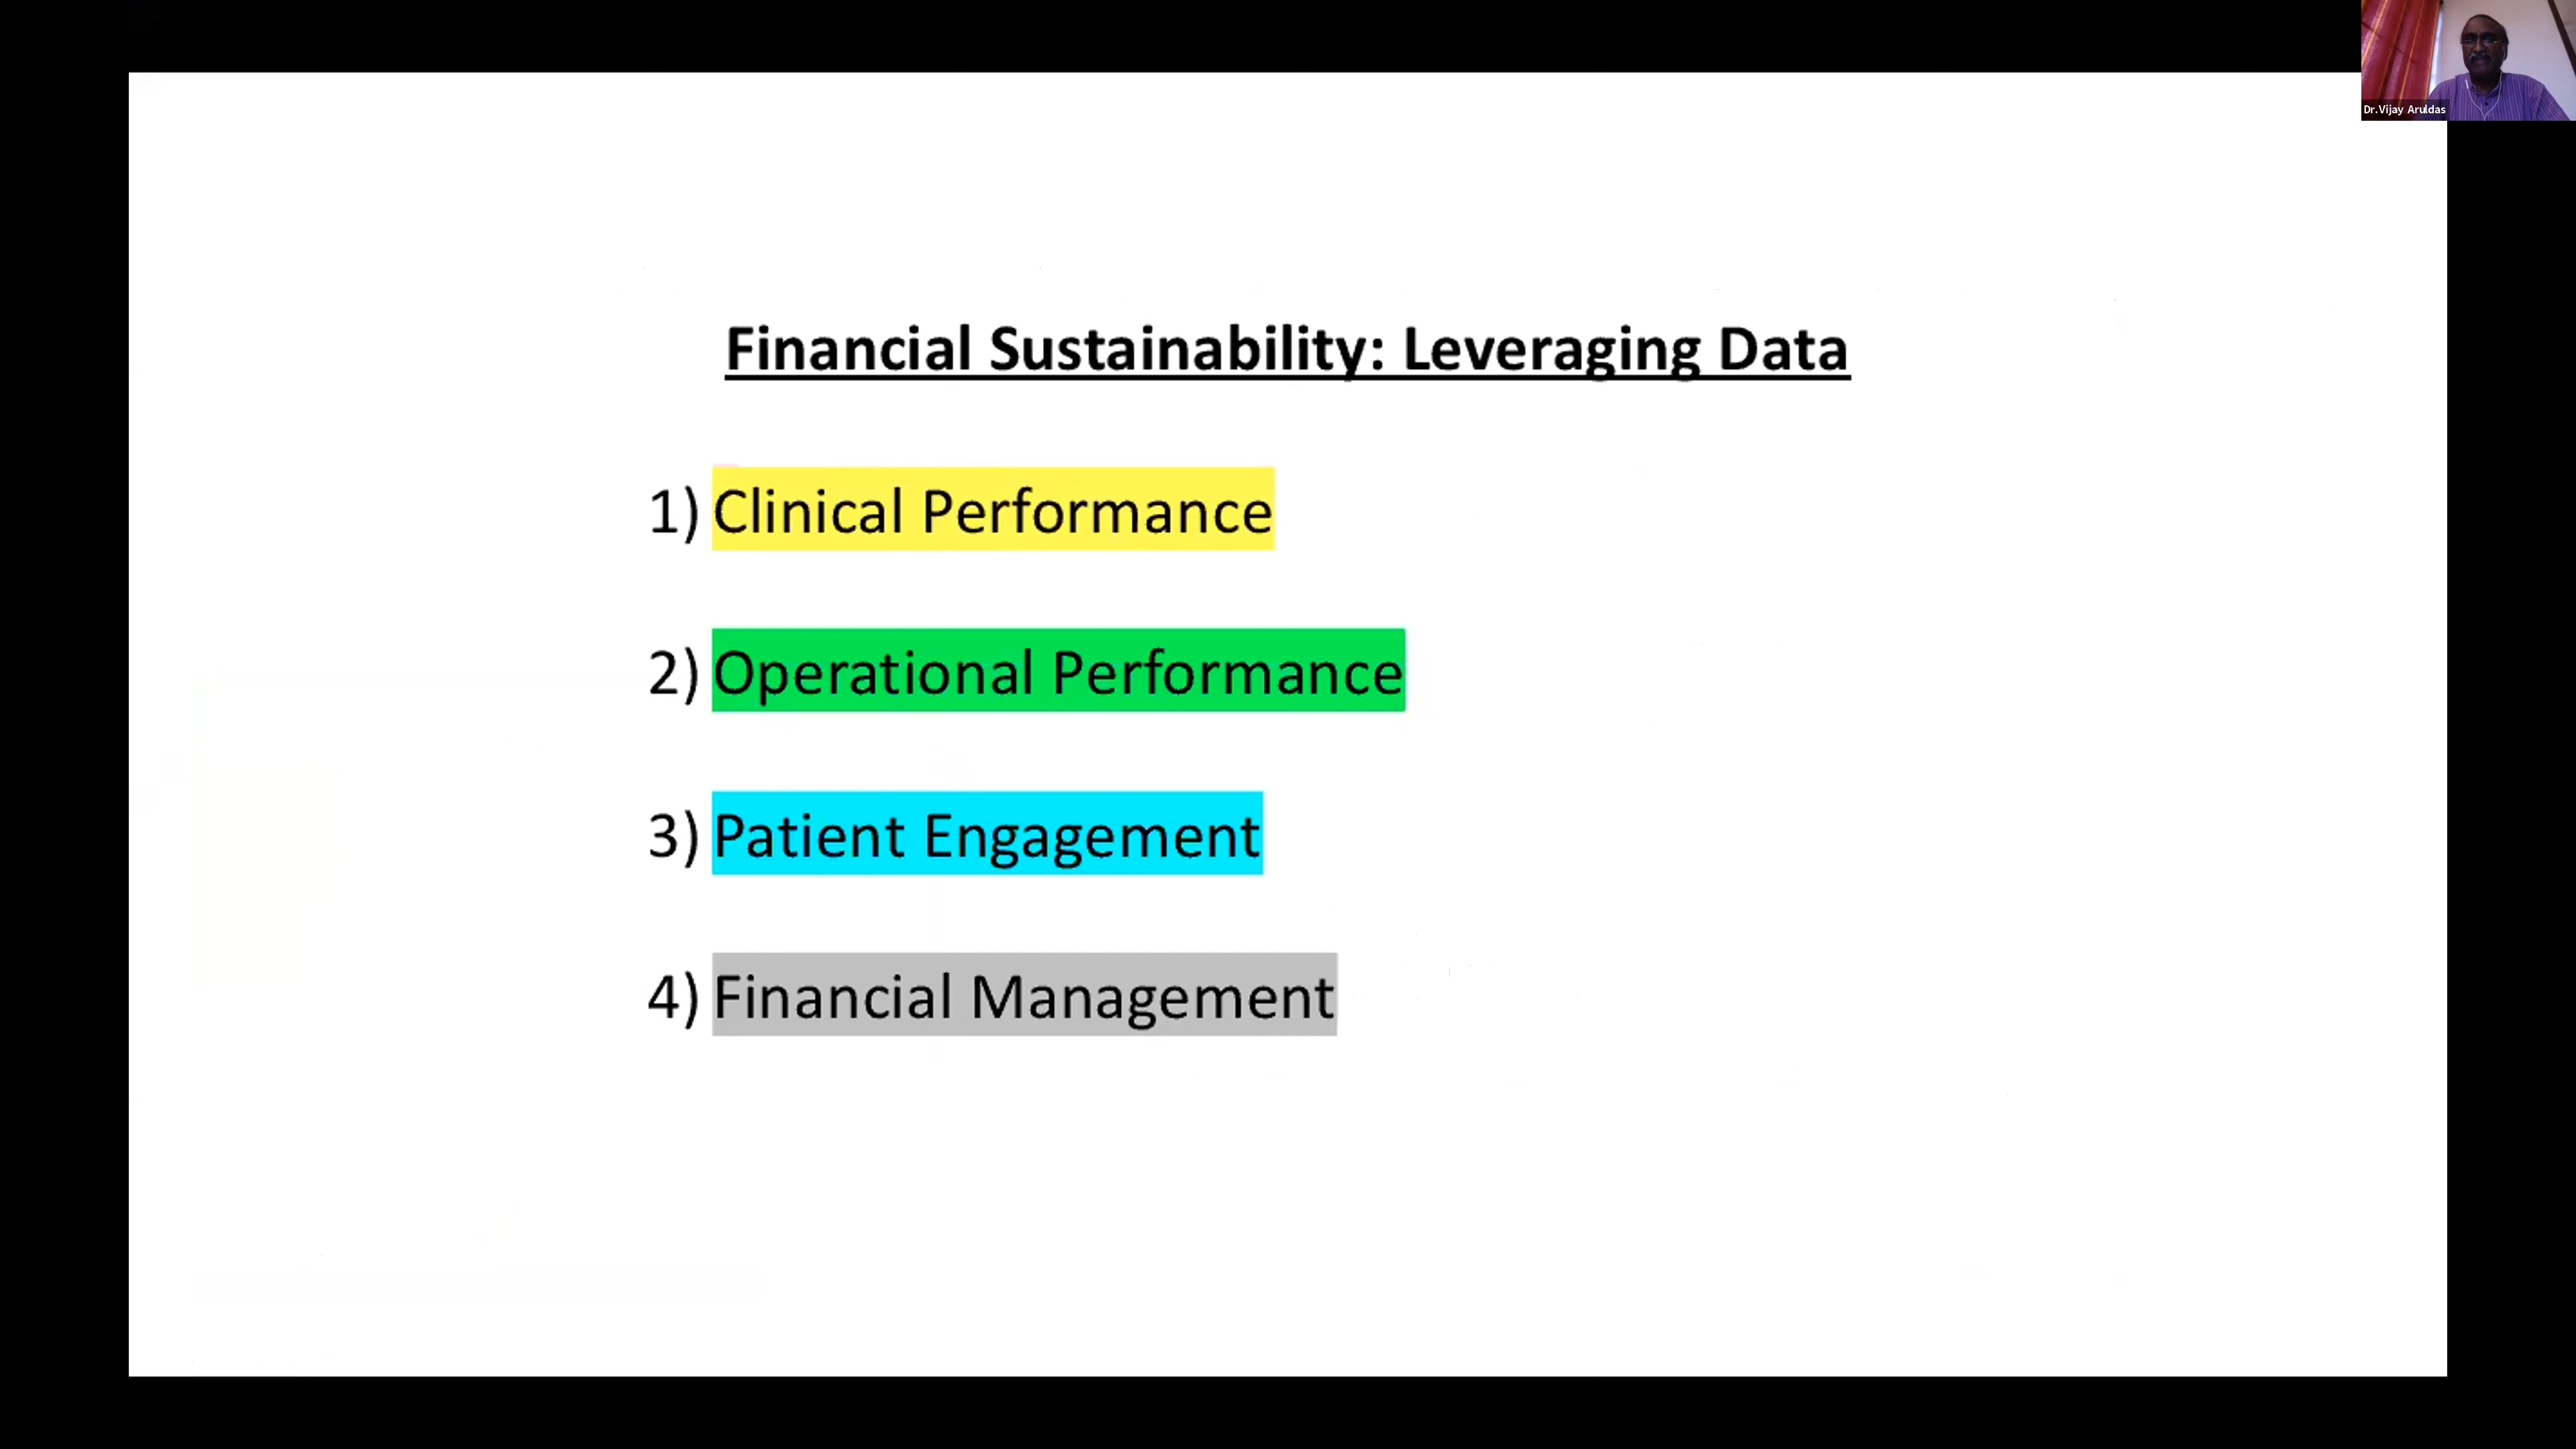 Dr.Vijay Aruldas
Financial Sustainability: Leveraging Data
1) Clinical Performance
2) Operational Performance
3) Patient Engagement
4) Financial Management